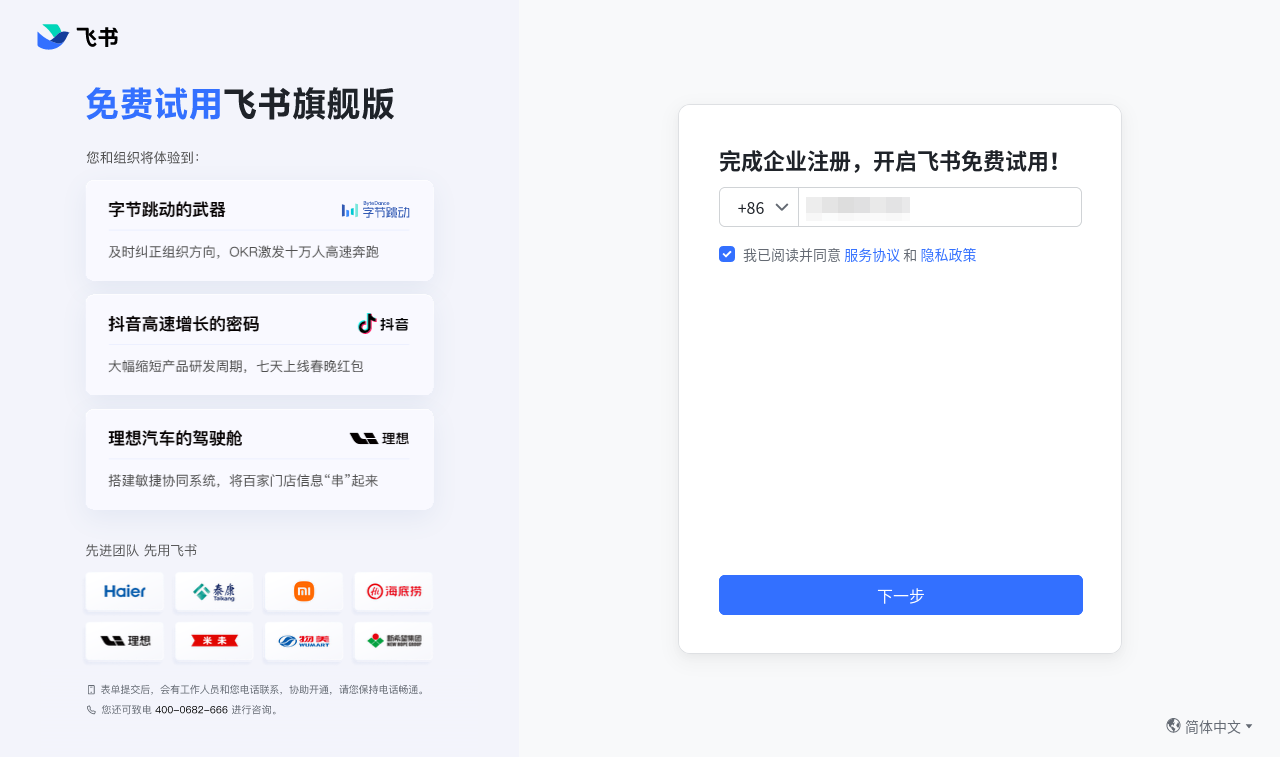 飞书
免费试用飞书旗舰版
您和组织将体验到：
字节跳动的武器
ByteDance
字节跳动
及时纠正组织方向，OKR激发十万人高速奔跑
抖音高速增长的密码
抖音
大幅缩短产品研发周期，七天上线春晚红包
理想汽车的驾驶舱
理想
搭建敏捷协同系统，将百家门店信息“串”起来
先进团队 先用飞书
Haier
泰康
Taikang
海底捞
理想
米未
物美
WUMART
新希望集团
NEW HOPE GROUP
表单提交后，会有工作人员和您电话联系，协助开通，请您保持电话畅通。
您还可致电 400-0682-666 进行咨询。
完成企业注册，开启飞书免费试用！
+86
我已阅读并同意 服务协议 和 隐私政策
下一步
简体中文